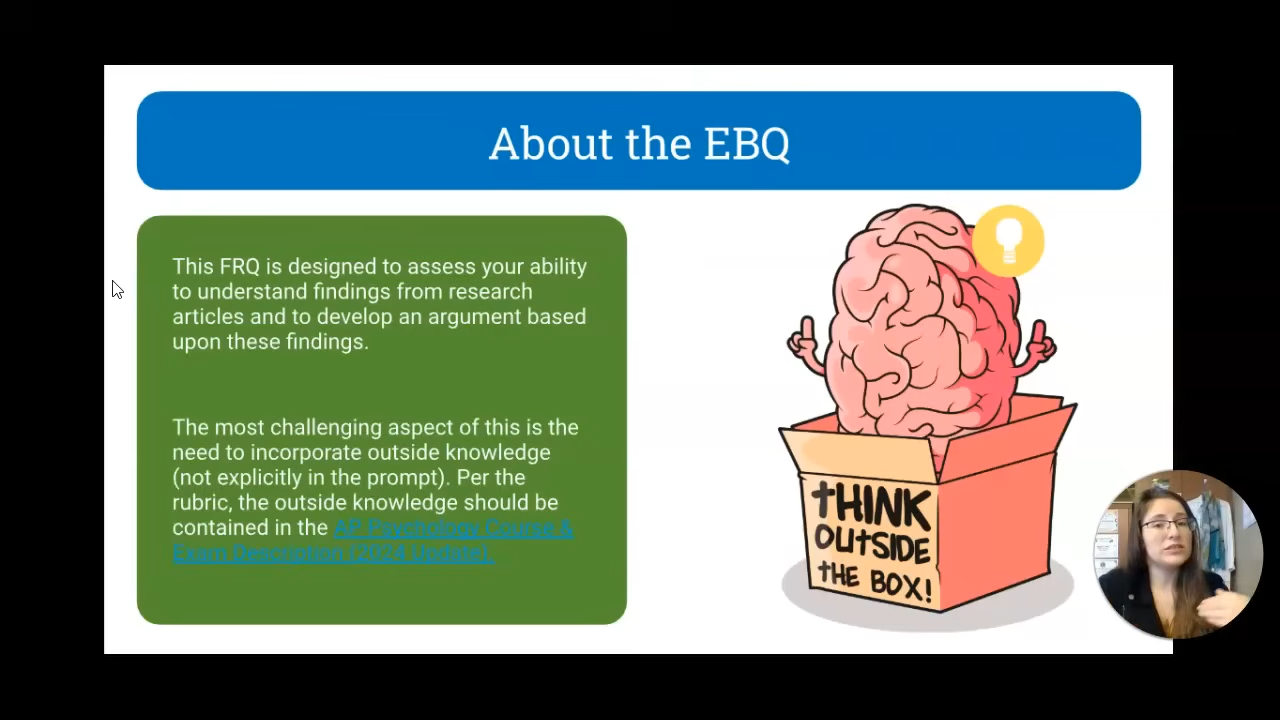 About the EBQ
This FRQ is designed to assess your ability
to understand findings from research
articles and to develop an argument based
upon these findings.
The most challenging aspect of this is the
need to incorporate outside knowledge
(not explicitly in the prompt). Per the
rubric, the outside knowledge should be
contained in the AP Psychology Course &
Exam Description (2024 Update).
THINK
OUTSIDE
THE BOX!